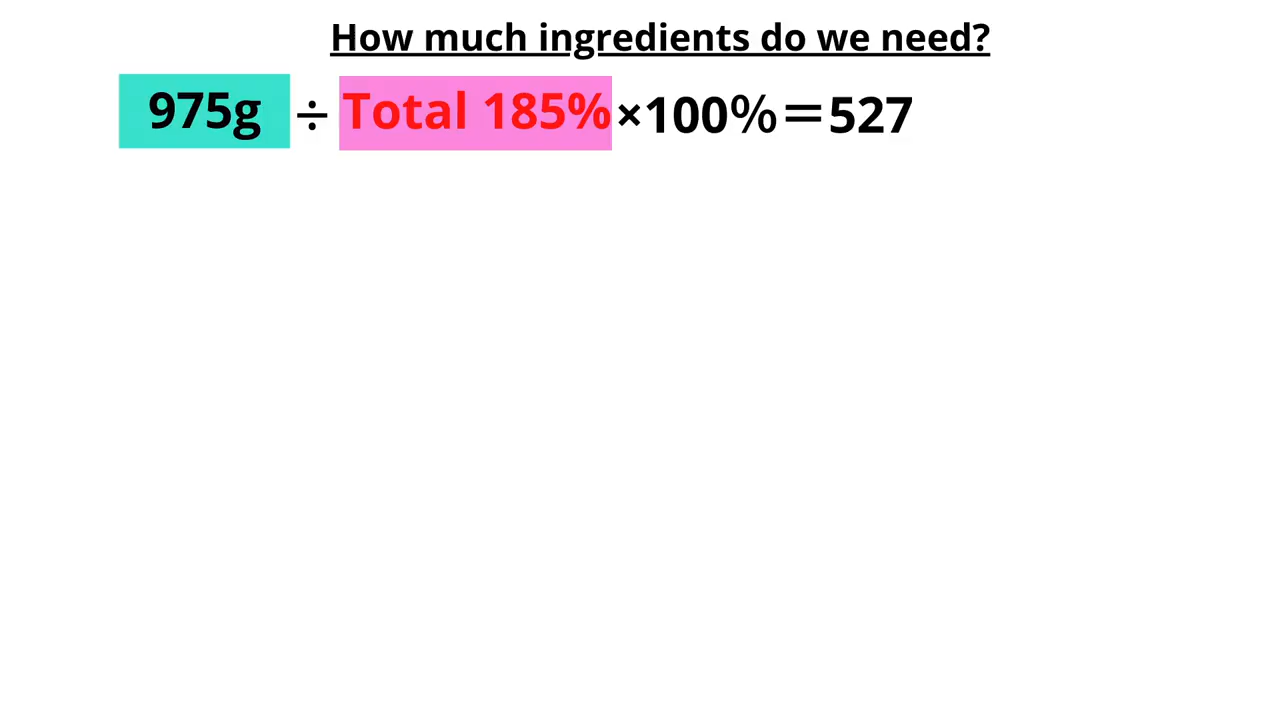 How much ingredients do we need?
975g ÷ Total 185% ×100%=527